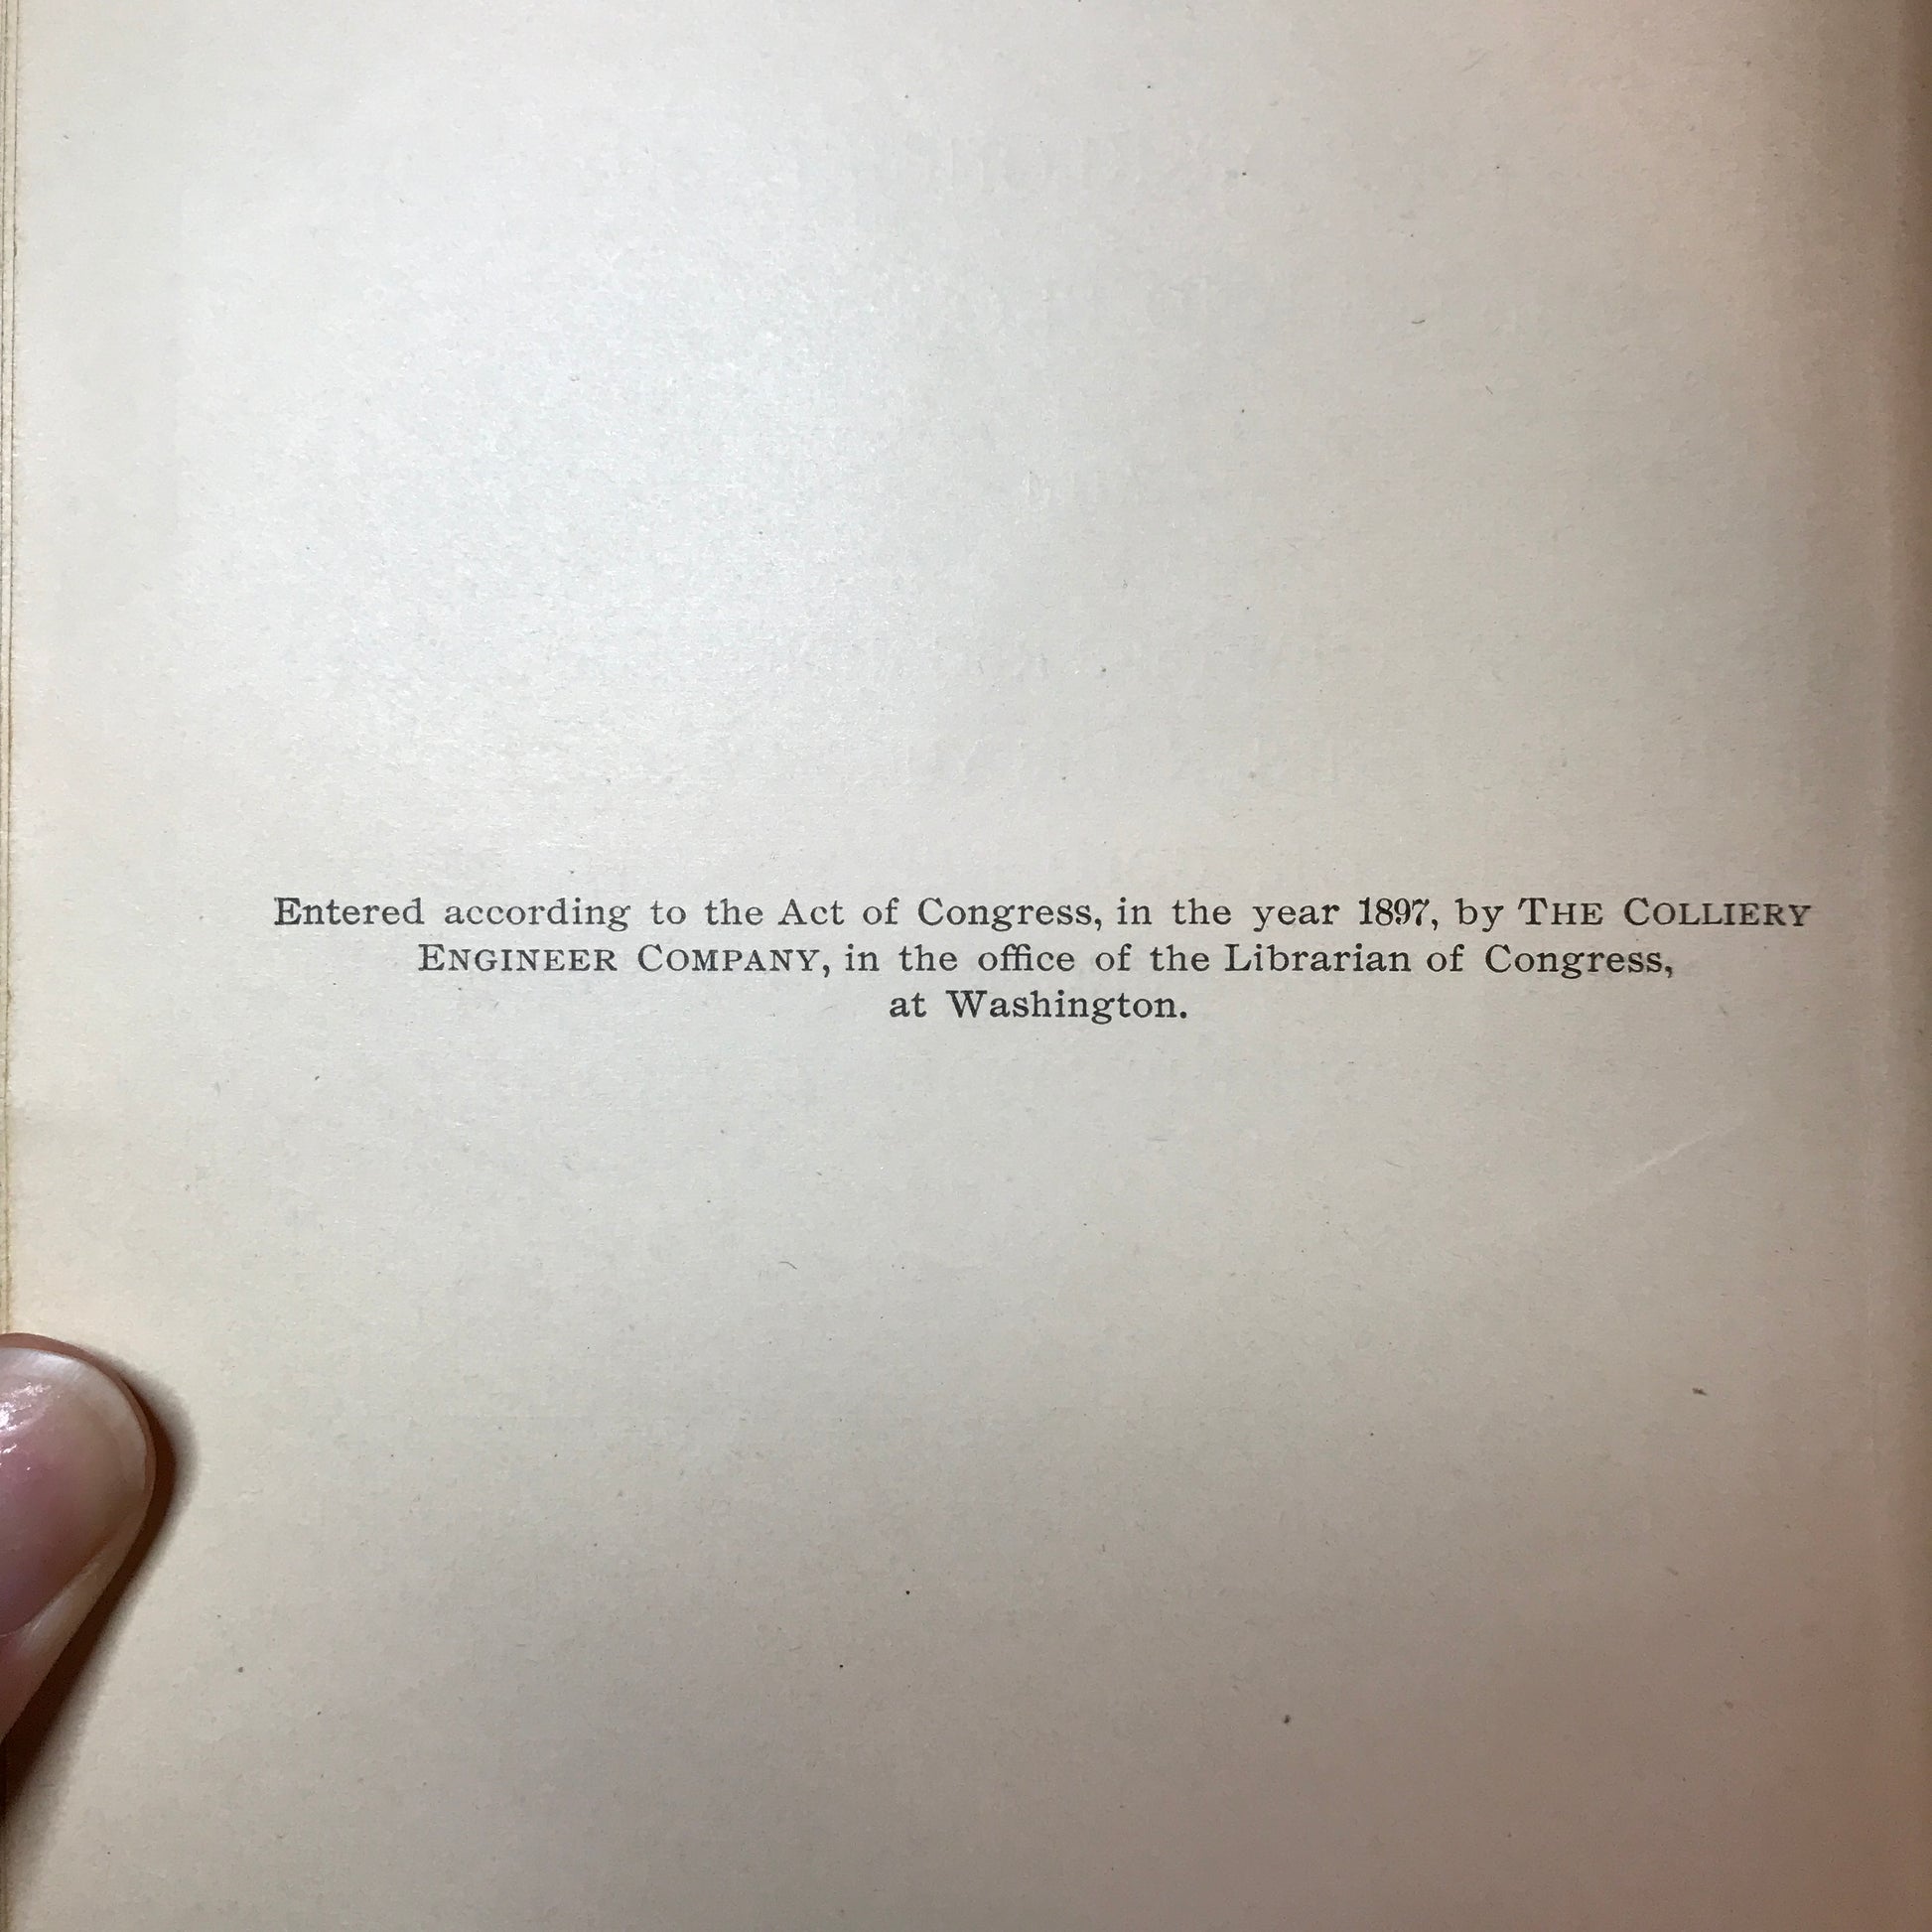 Entered according to the Act of Congress, in the year 1897, by THE COLLIERY
ENGINEER COMPANY, in the office of the Librarian of Congress,
at Washington.